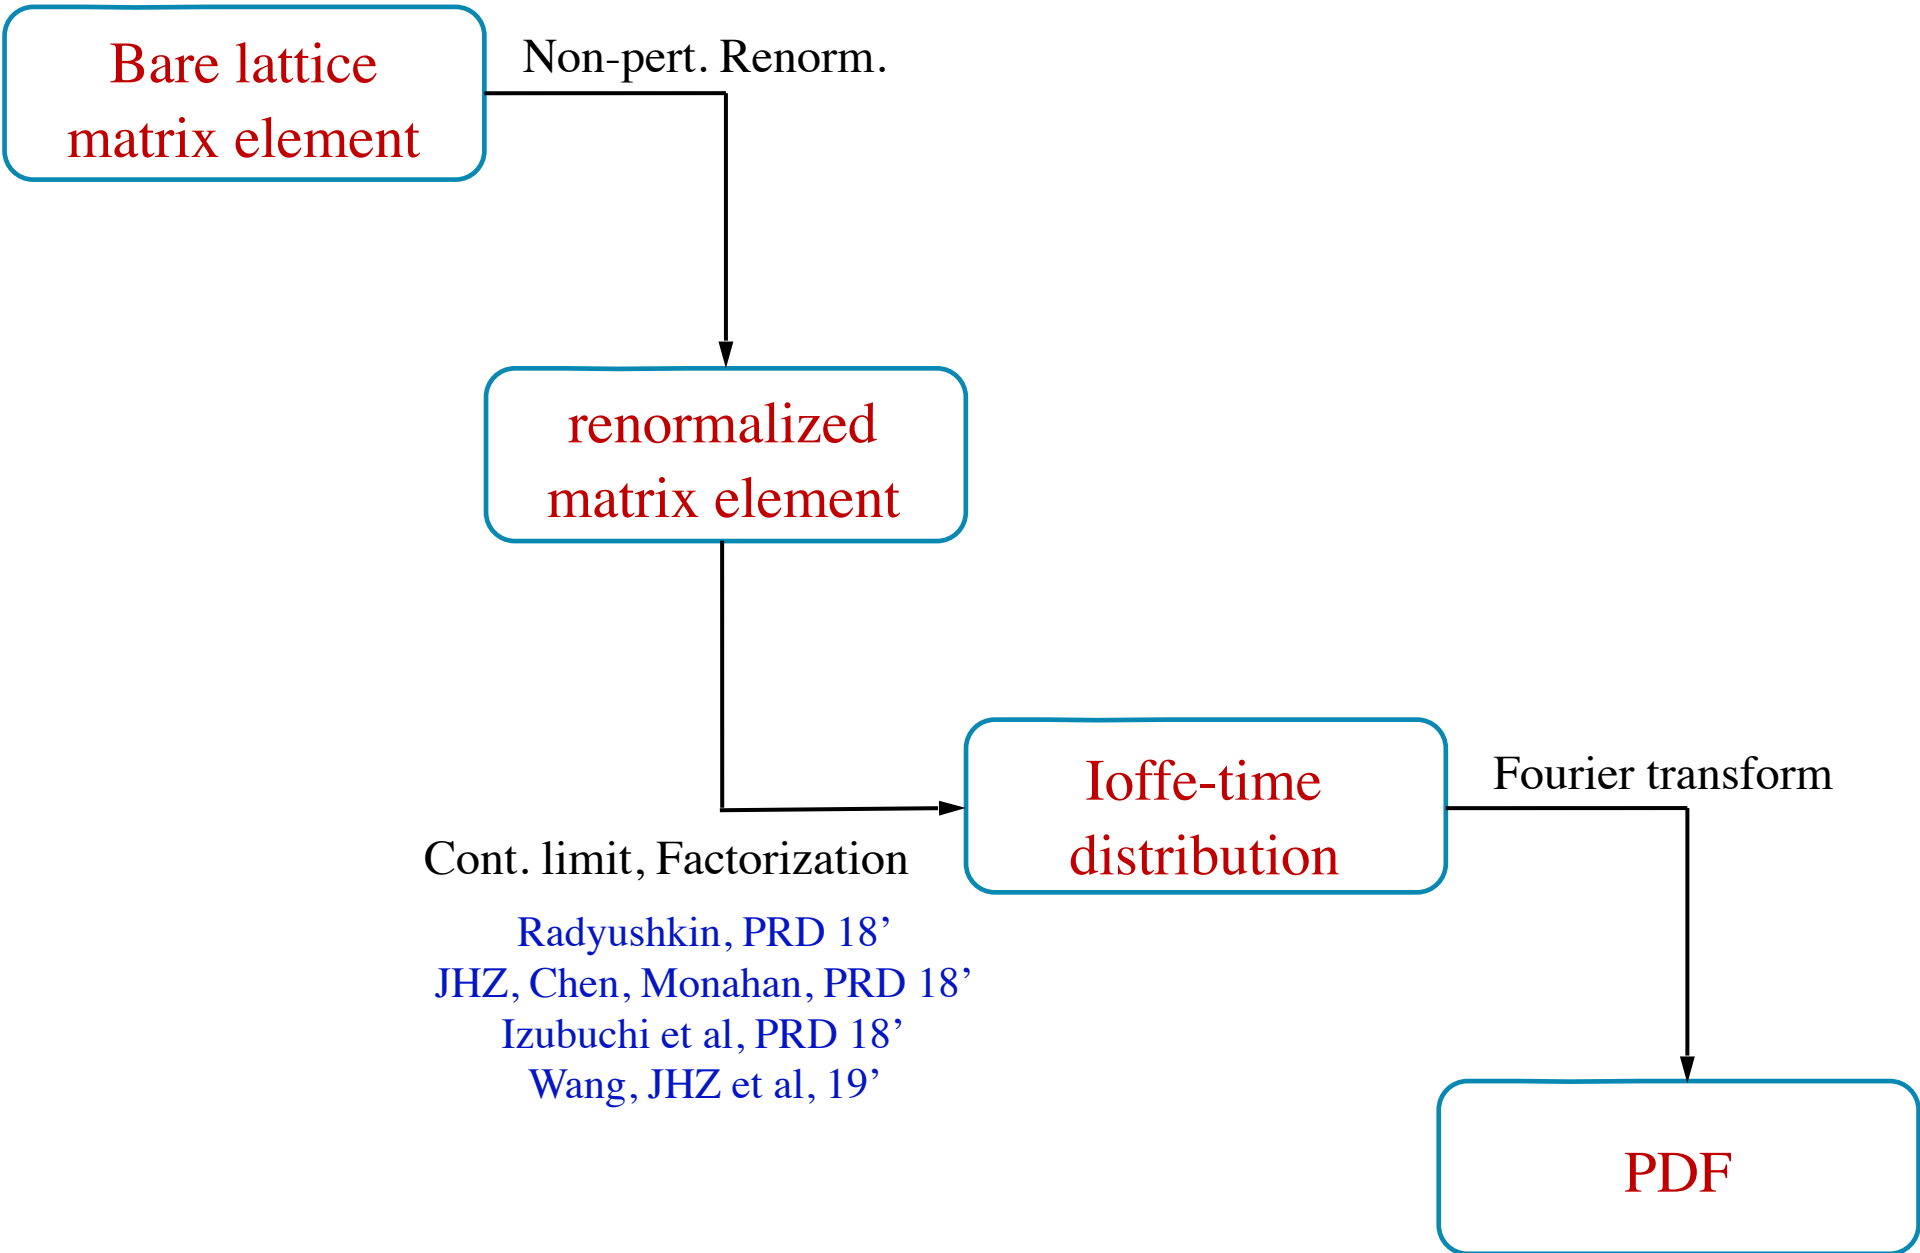 Bare lattice
matrix element
Non-pert. Renorm.
renormalized
matrix element
Cont. limit, Factorization
Radyushkin, PRD 18’
JHZ, Chen, Monahan, PRD 18’
Izubuchi et al, PRD 18’
Wang, JHZ et al, 19’
Ioffe-time
distribution
Fourier transform
PDF